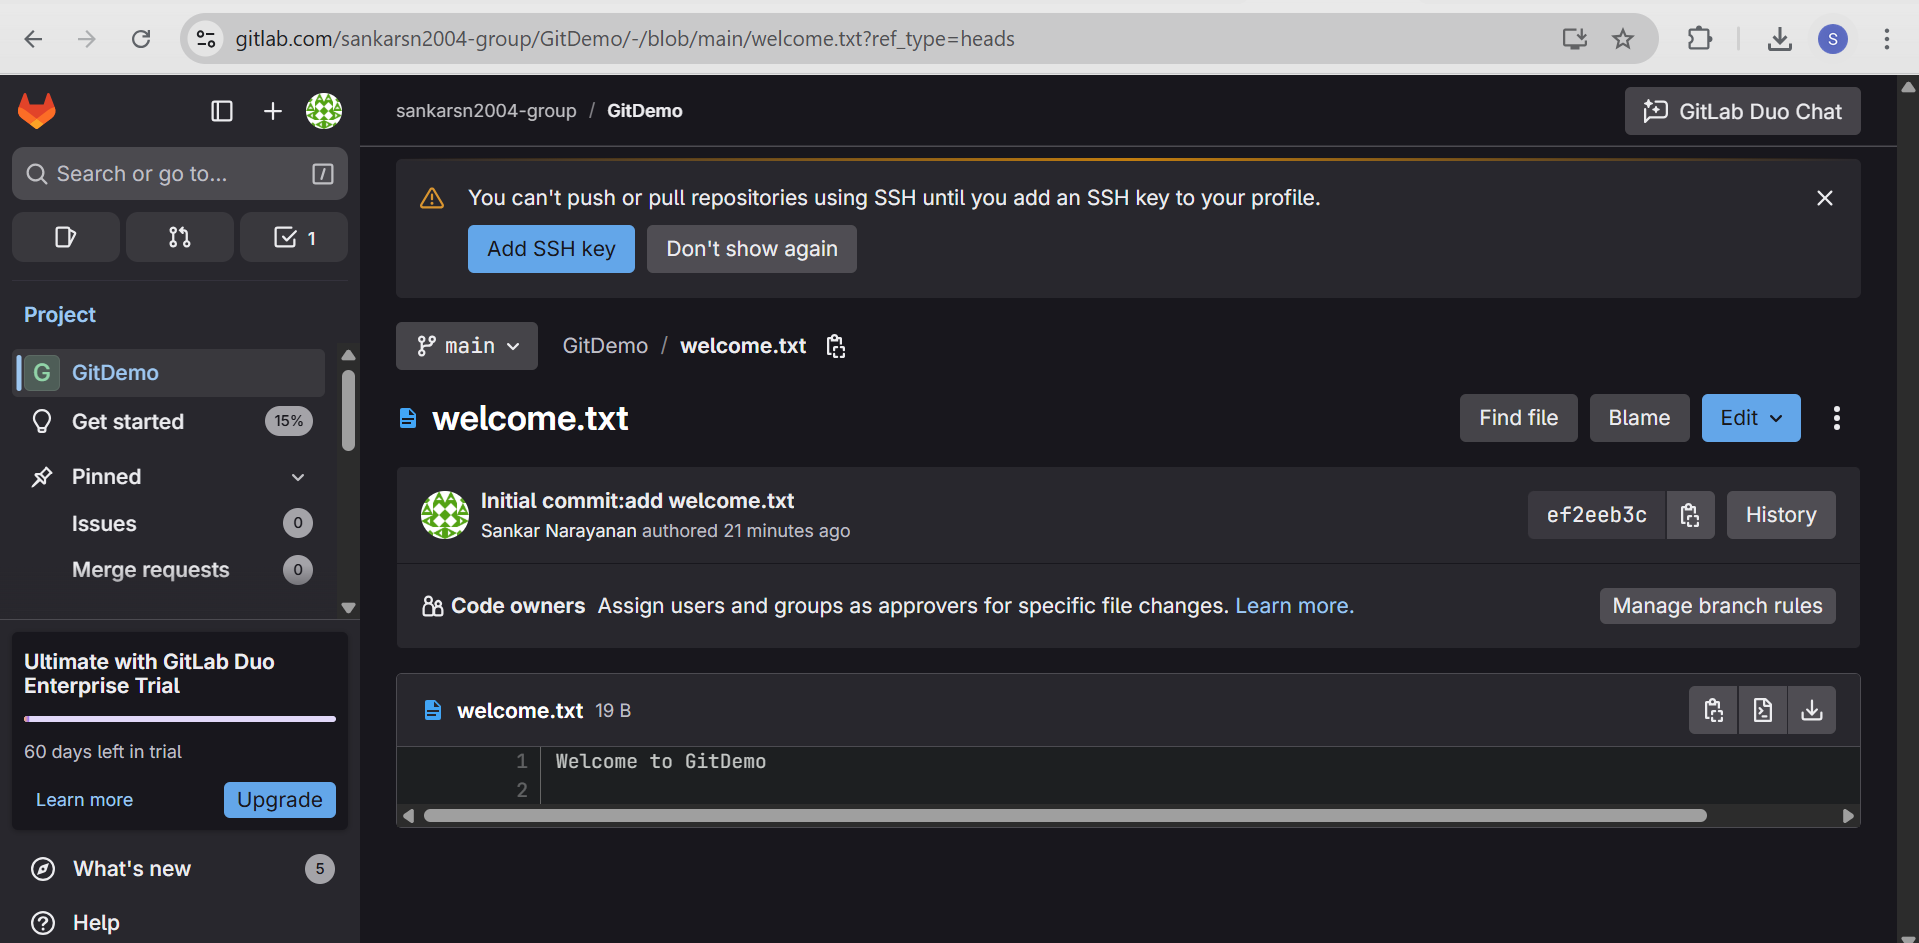 gitlab.com/sankarsn2004-group/GitDemo/-/blob/main/welcome.txt?ref_type=heads
S
sankarsn2004-group / GitDemo
GitLab Duo Chat
Search or go to...
/
1
You can't push or pull repositories using SSH until you add an SSH key to your profile.
Add SSH key
Don't show again
Project
G GitDemo
Get started 15%
Pinned
Issues 0
Merge requests 0
main
GitDemo / welcome.txt
welcome.txt
Find file
Blame
Edit
Initial commit:add welcome.txt
Sankar Narayanan authored 21 minutes ago
ef2eeb3c
History
Code owners Assign users and groups as approvers for specific file changes. Learn more.
Manage branch rules
Ultimate with GitLab Duo
Enterprise Trial
60 days left in trial
Learn more
Upgrade
welcome.txt 19 B
1 Welcome to GitDemo
2
What's new 5
Help